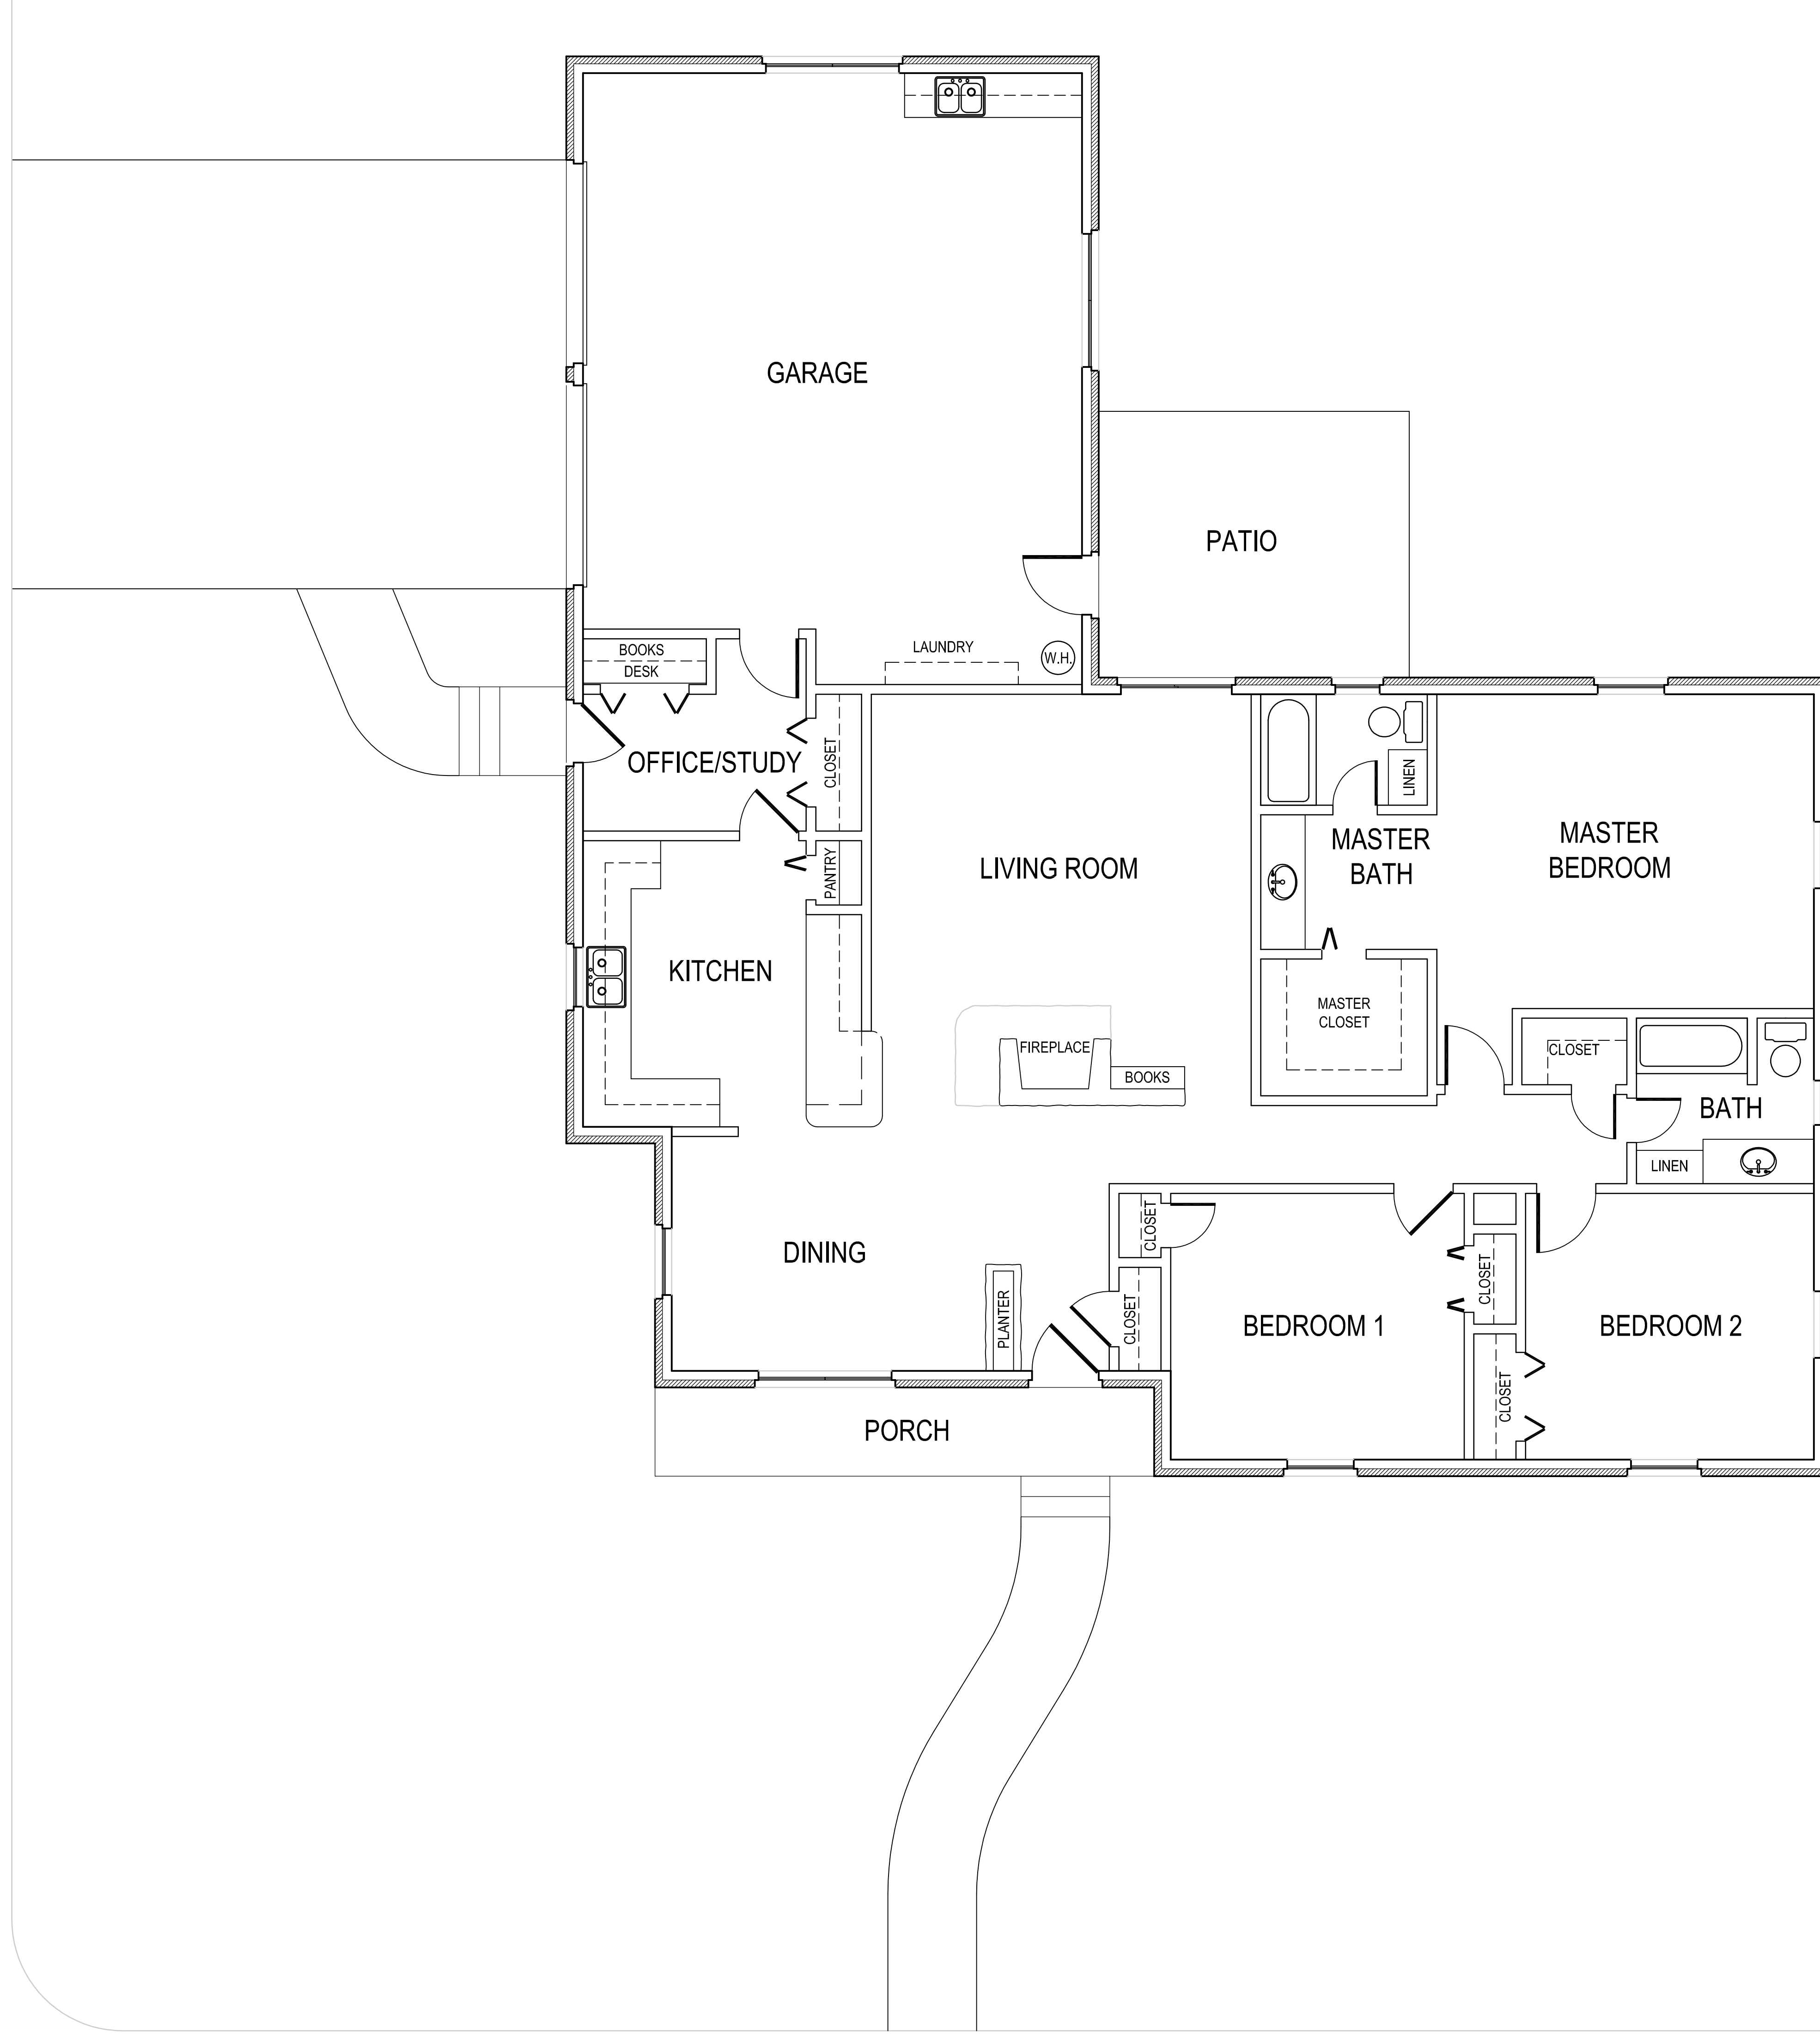 GARAGE
PATIO
LAUNDRY
W.H.
BOOKS
DESK
OFFICE/STUDY
CLOSET
LINEN
MASTER
BATH
MASTER
BEDROOM
LIVING ROOM
PANTRY
KITCHEN
MASTER
CLOSET
FIREPLACE
BOOKS
CLOSET
BATH
LINEN
DINING
CLOSET
PLANTER
CLOSET
BEDROOM 1
CLOSET
BEDROOM 2
CLOSET
PORCH